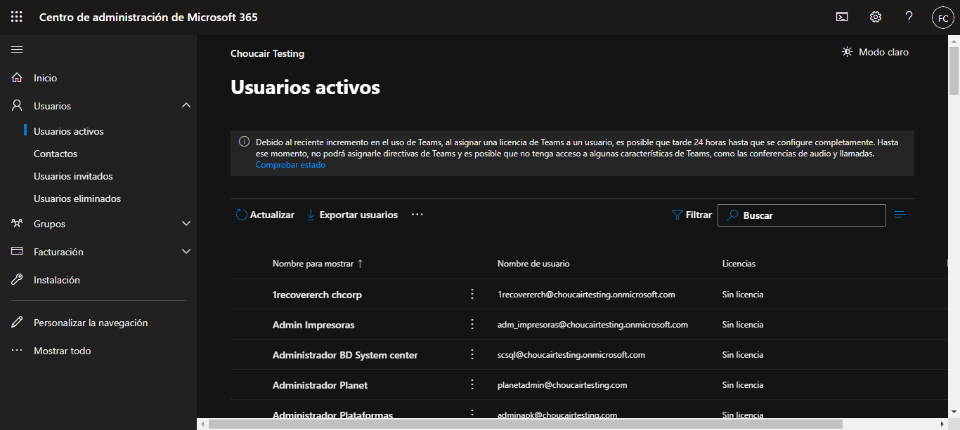 Centro de administración de Microsoft 365
?
FC
Choucair Testing
Modo claro
Inicio
Usuarios
Usuarios activos
Contactos
Usuarios invitados
Usuarios eliminados
Grupos
Facturación
Instalación
Personalizar la navegación
Mostrar todo
Usuarios activos
Debido al reciente incremento en el uso de Teams, al asignar una licencia de Teams a un usuario, es posible que tarde 24 horas hasta que se configure completamente. Hasta
ese momento, no podrá asignarle directivas de Teams y es posible que no tenga acceso a algunas características de Teams, como las conferencias de audio y llamadas.
Comprobar estado
Actualizar Exportar usuarios ... Filtrar Buscar
Nombre para mostrar ↑ Nombre de usuario Licencias
1recovererch chcorp 1recovererch@choucairtesting.onmicrosoft.com Sin licencia
Admin Impresoras adm_impresoras@choucairtesting.onmicrosoft.com Sin licencia
Administrador BD System center scsql@choucairtesting.onmicrosoft.com Sin licencia
Administrador Planet planetadmin@choucairtesting.com Sin licencia
Administrador Plataformas adminapk@choucairtesting.com Sin licencia